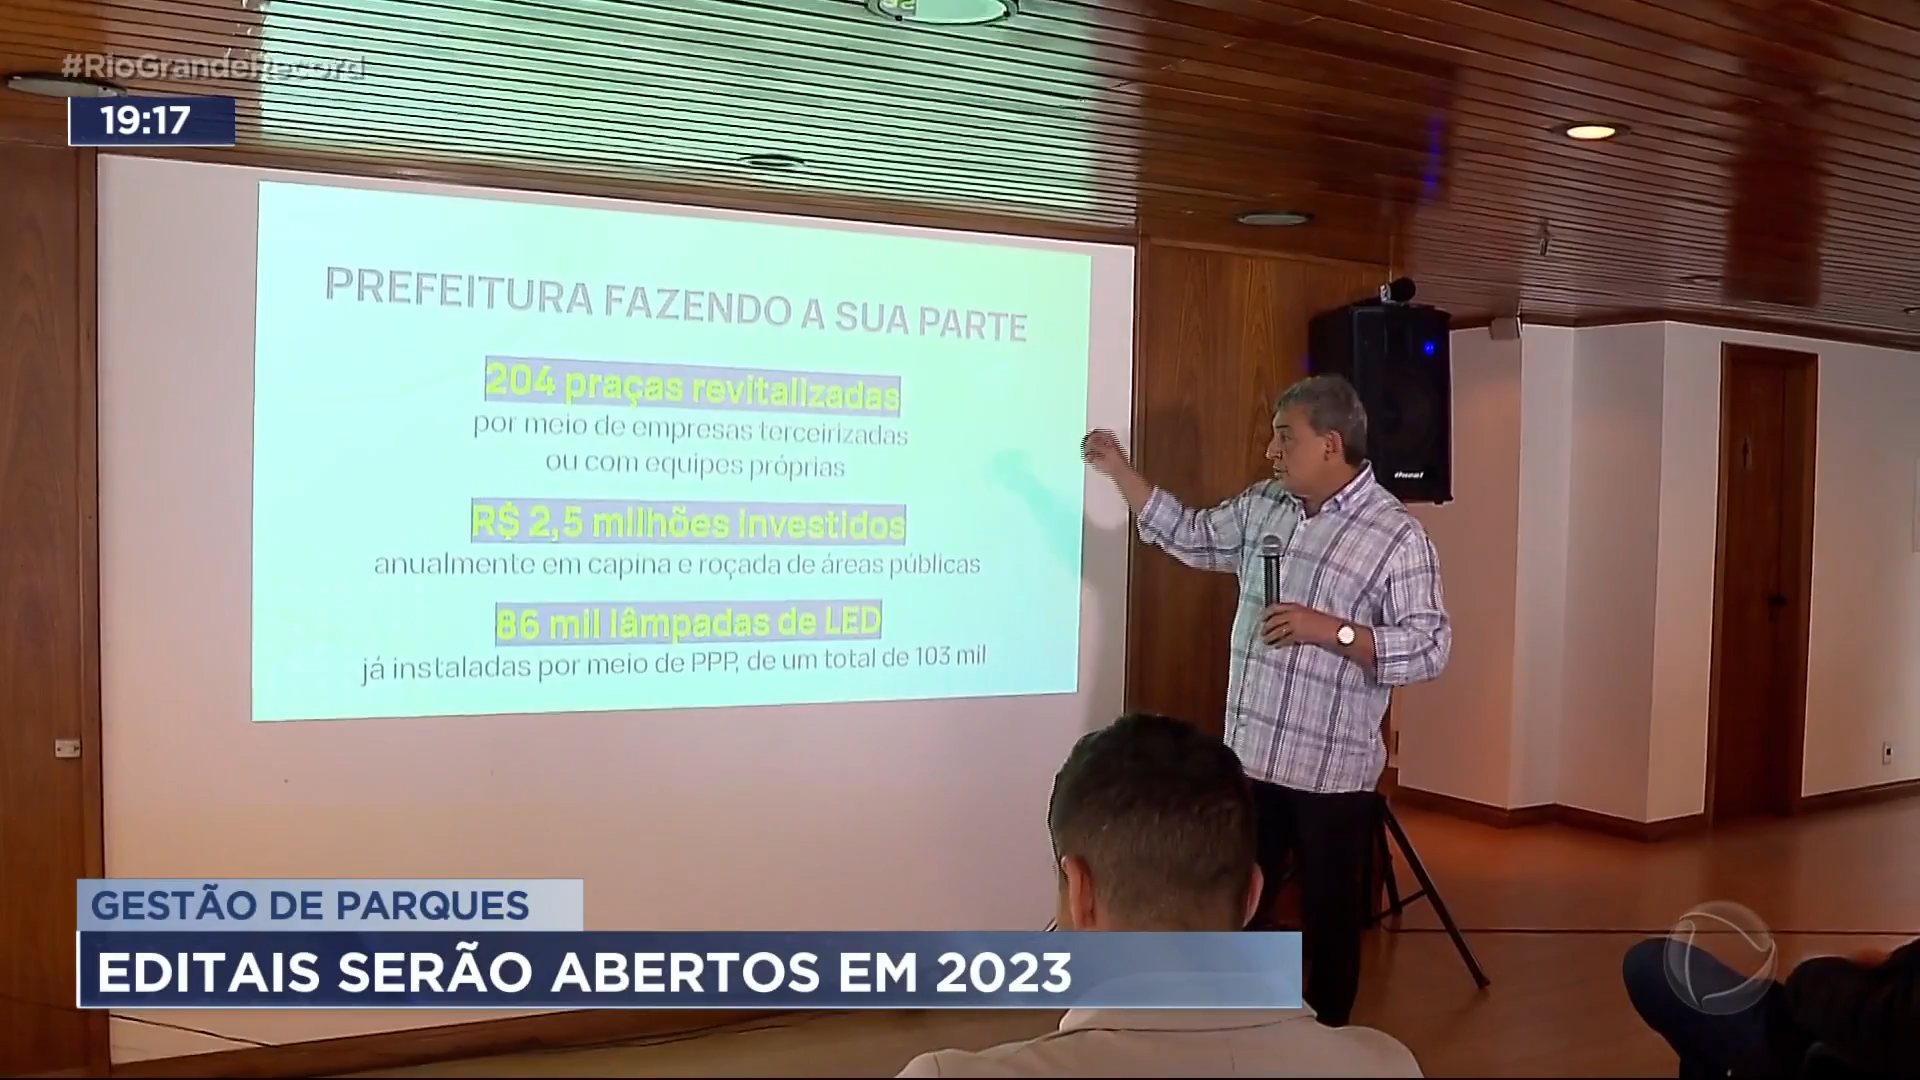 #RioGrandeRecord
19:17
PREFEITURA FAZENDO A SUA PARTE
204 praças revitalizadas
por meio de empresas terceirizadas
ou com equipes próprias
R$ 2,5 milhões investidos
anualmente em capina e roçada de áreas públicas
86 mil lâmpadas de LED
já instaladas por meio de PPP, de um total de 103 mil
GESTÃO DE PARQUES
EDITAIS SERÃO ABERTOS EM 2023